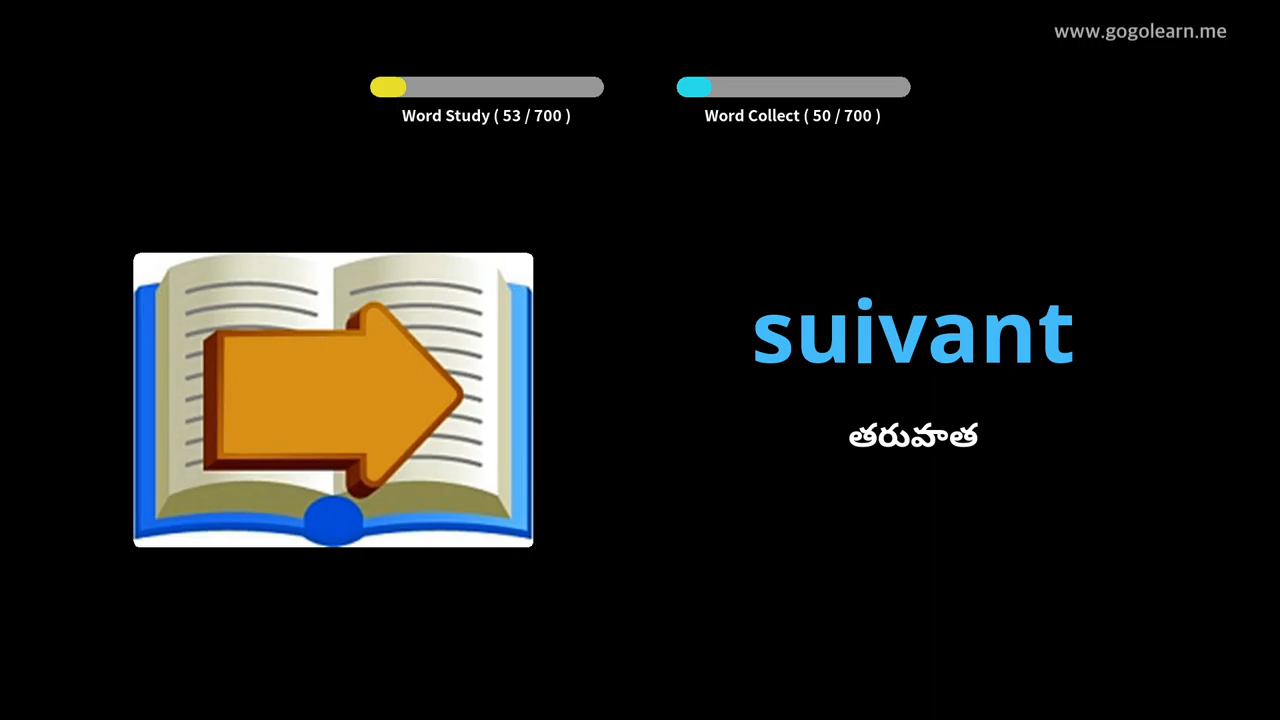 www.gogolearn.me
Word Study ( 53 / 700 )
Word Collect ( 50 / 700 )
suivant
తరువాత